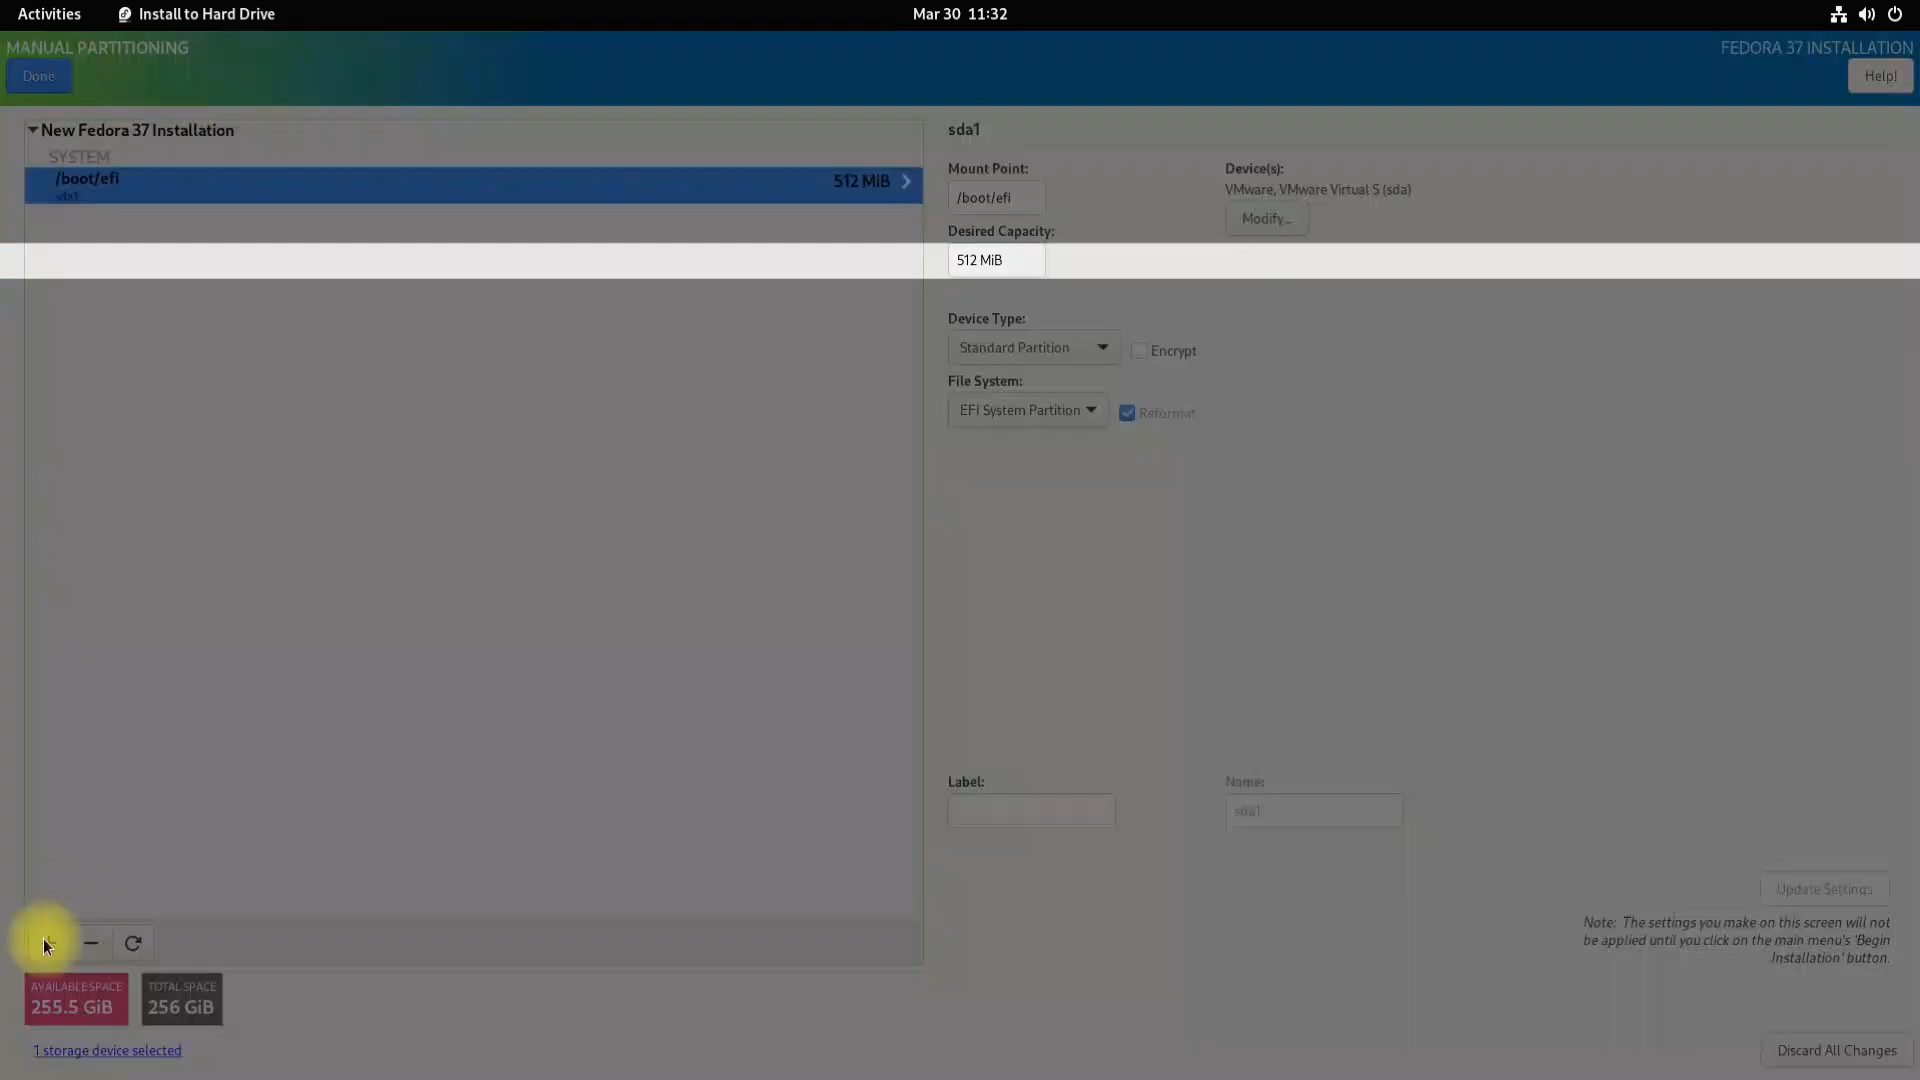 Activities
Install to Hard Drive
Mar 30 11:32
MANUAL PARTITIONING
FEDORA 37 INSTALLATION
Done
Help!
New Fedora 37 Installation
SYSTEM
/boot/efi
512 MiB
sda1
sda1
Mount Point:
/boot/efi
Device(s):
VMware, VMware Virtual S (sda)
Modify...
Desired Capacity:
512 MiB
Device Type:
Standard Partition
Encrypt
File System:
EFI System Partition
Reformat
Label:
Name:
sda1
Update Settings
Note: The settings you make on this screen will not
be applied until you click on the main menu's 'Begin
Installation' button.
AVAILABLE SPACE
255.5 GiB
TOTAL SPACE
256 GiB
1 storage device selected
Discard All Changes